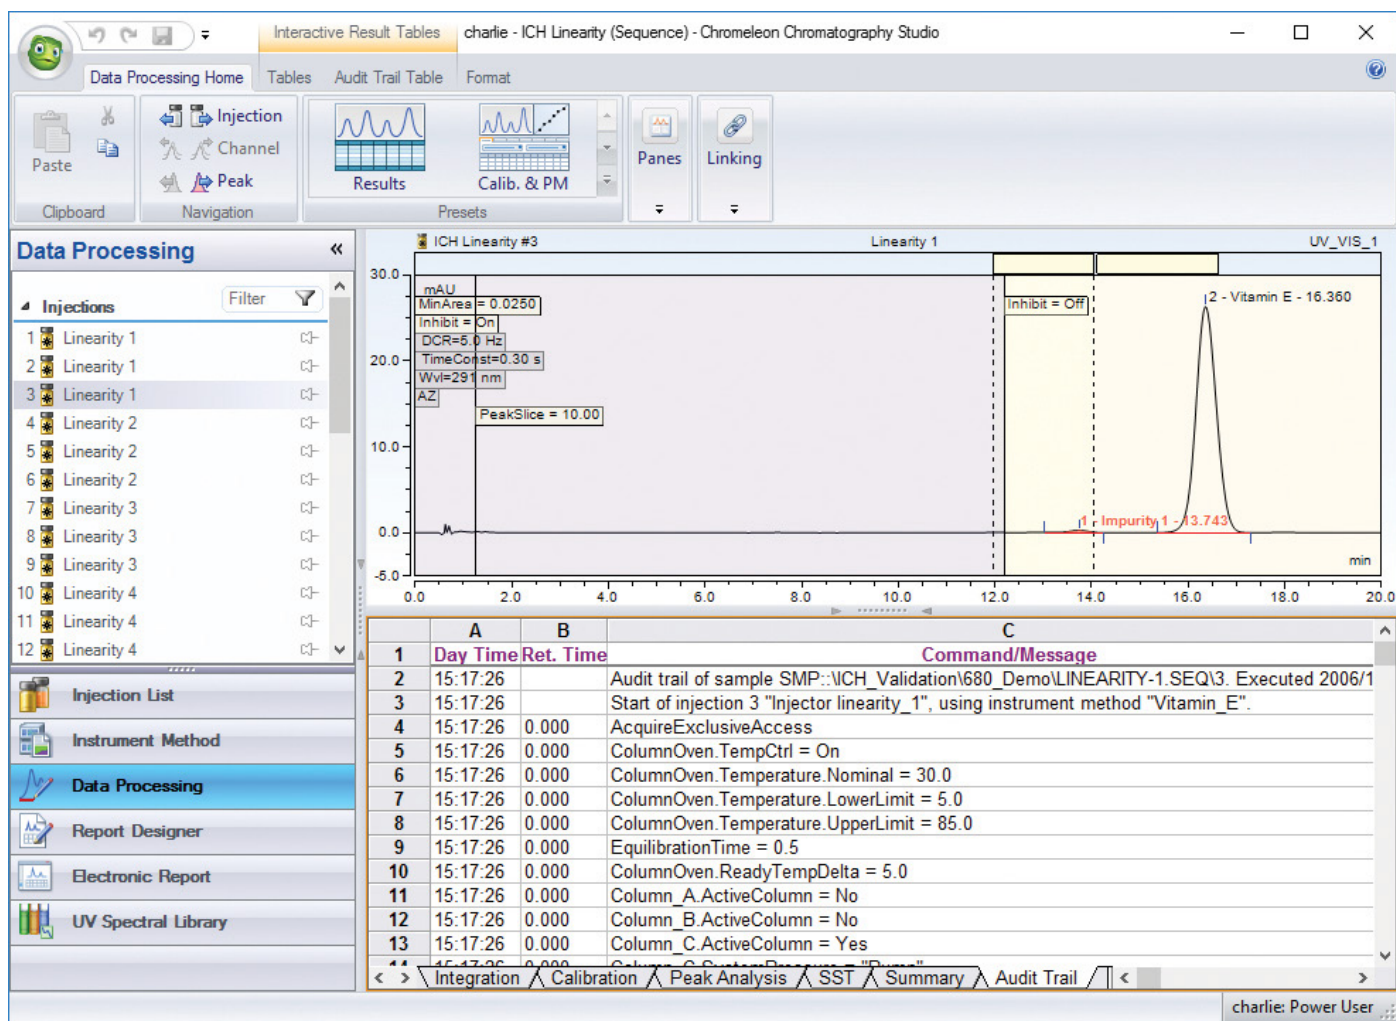 Interactive Result Tables charlie - ICH Linearity (Sequence) - Chromeleon Chromatography Studio
Data Processing Home Tables Audit Trail Table Format
Paste
Injection
Channel
Peak
Results
Calib. & PM
Panes
Linking
Clipboard Navigation Presets
Data Processing «
Injections Filter
1 Linearity 1
2 Linearity 1
3 Linearity 1
4 Linearity 2
5 Linearity 2
6 Linearity 2
7 Linearity 3
8 Linearity 3
9 Linearity 3
10 Linearity 4
11 Linearity 4
12 Linearity 4
Injection List
Instrument Method
Data Processing
Report Designer
Electronic Report
UV Spectral Library
ICH Linearity #3 Linearity 1 UV_VIS_1
30.0
20.0
10.0
0.0
-5.0
mAU
MinArea = 0.0250
Inhibit = On
DCR=5.0 Hz
TimeConst=0.30 s
Wvl=291 nm
AZ
PeakSlice = 10.00
Inhibit = Off
2 - Vitamin E - 16.360
1 - Impurity 1 - 13.743
min
0.0 2.0 4.0 6.0 8.0 10.0 12.0 14.0 16.0 18.0 20.0
A B C
1 Day Time Ret. Time Command/Message
2 15:17:26 Audit trail of sample SMP::\ICH_Validation\680_Demo\LINEARITY-1.SEQ\3. Executed 2006/1
3 15:17:26 Start of injection 3 "Injector linearity_1", using instrument method "Vitamin_E".
4 15:17:26 0.000 AcquireExclusiveAccess
5 15:17:26 0.000 ColumnOven.TempCtrl = On
6 15:17:26 0.000 ColumnOven.Temperature.Nominal = 30.0
7 15:17:26 0.000 ColumnOven.Temperature.LowerLimit = 5.0
8 15:17:26 0.000 ColumnOven.Temperature.UpperLimit = 85.0
9 15:17:26 0.000 EquilibrationTime = 0.5
10 15:17:26 0.000 ColumnOven.ReadyTempDelta = 5.0
11 15:17:26 0.000 Column_A.ActiveColumn = No
12 15:17:26 0.000 Column_B.ActiveColumn = No
13 15:17:26 0.000 Column_C.ActiveColumn = Yes
Integration Calibration Peak Analysis SST Summary Audit Trail
charlie: Power User